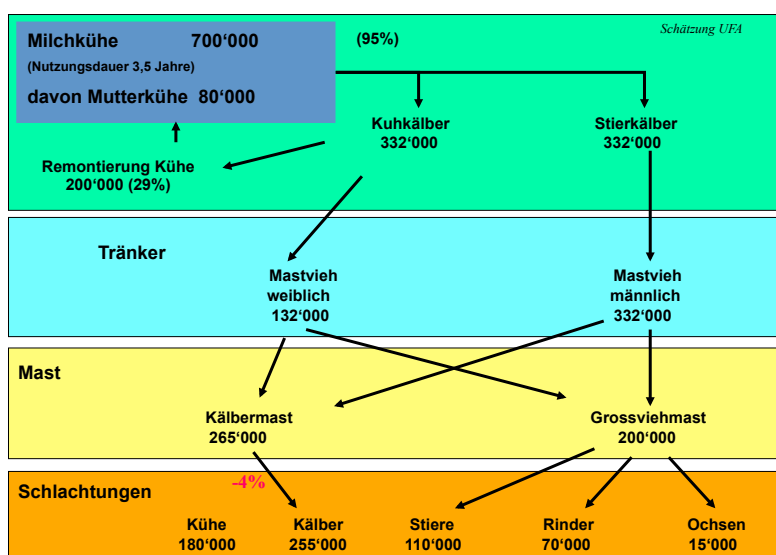 Milchkühe 700'000 (95%) Schätzung UFA
(Nutzungsdauer 3,5 Jahre)
davon Mutterkühe 80'000
Kuhkälber
332'000
Stierkälber
332'000
Remontierung Kühe
200'000 (29%)
Tränker
Mastvieh
weiblich
132'000
Mastvieh
männlich
332'000
Mast
Kälbermast
265'000
Grossviehmast
200'000
-4%
Schlachtungen
Kühe
180'000
Kälber
255'000
Stiere
110'000
Rinder
70'000
Ochsen
15'000